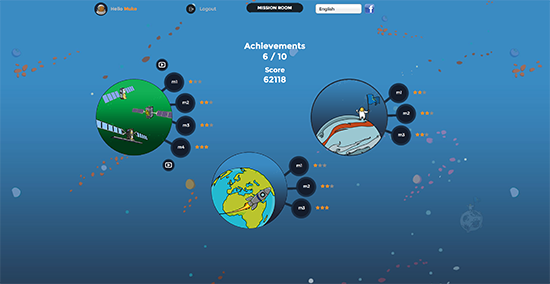 Hello Maka
Logout
MISSION ROOM
English
f
Achievements
6 / 10
Score
62118
m1
m2
m3
m4
m1
m2
m3
m1
m2
m3